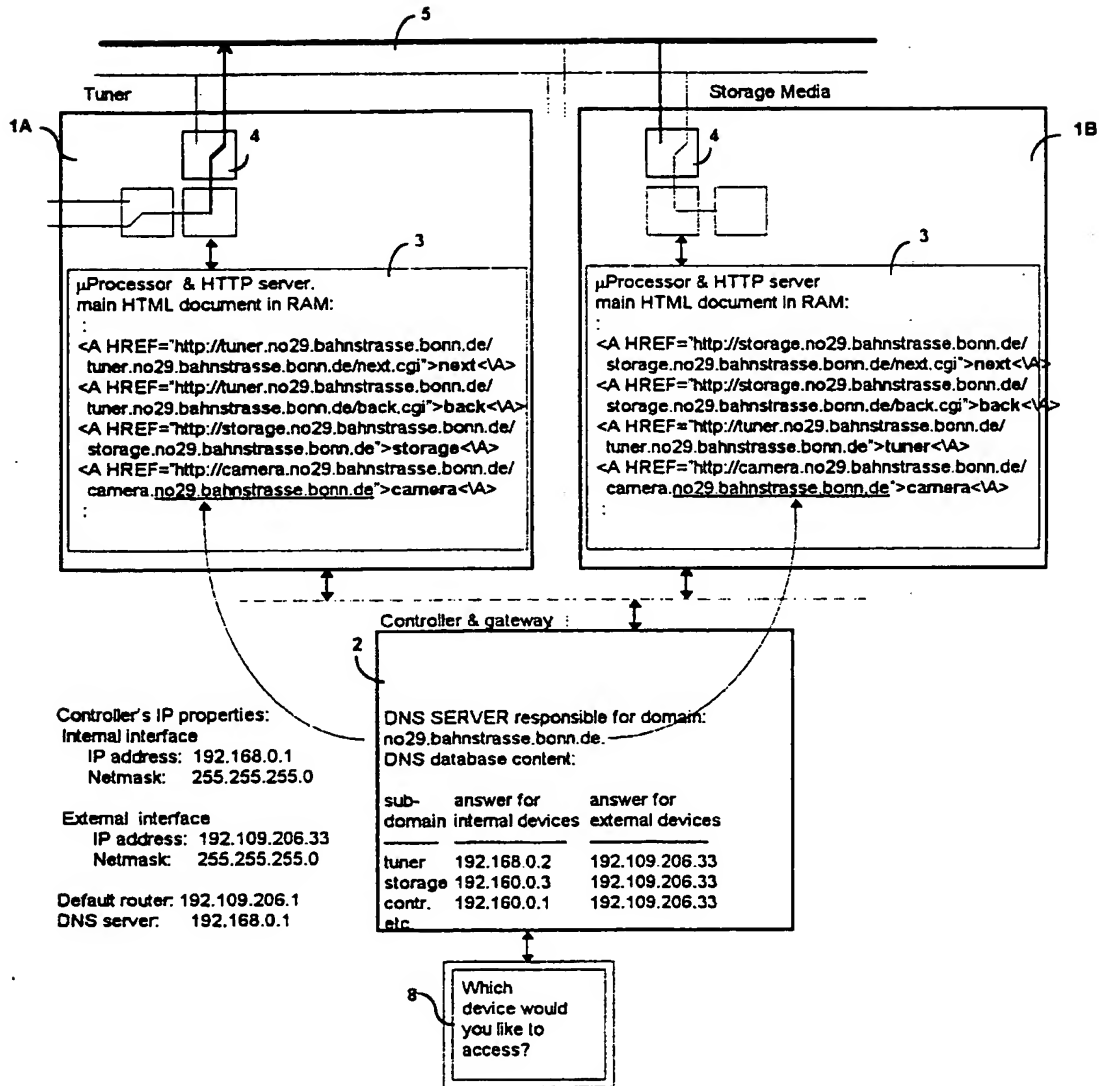 5
Tuner
Storage Media
1A
4
4
1B
3
3
µProcessor & HTTP server.
main HTML document in RAM:
:
<A HREF="http://tuner.no29.bahnstrasse.bonn.de/
tuner.no29.bahnstrasse.bonn.de/next.cgi">next<\A>
<A HREF="http://tuner.no29.bahnstrasse.bonn.de/
tuner.no29.bahnstrasse.bonn.de/back.cgi">back<\A>
<A HREF="http://storage.no29.bahnstrasse.bonn.de/
storage.no29.bahnstrasse.bonn.de">storage<\A>
<A HREF="http://camera.no29.bahnstrasse.bonn.de/
camera.no29.bahnstrasse.bonn.de">camera<\A>
:
µProcessor & HTTP server
main HTML document in RAM:
:
<A HREF="http://storage.no29.bahnstrasse.bonn.de/
storage.no29.bahnstrasse.bonn.de/next.cgi">next<\A>
<A HREF="http://storage.no29.bahnstrasse.bonn.de/
storage.no29.bahnstrasse.bonn.de/back.cgi">back<\A>
<A HREF="http://tuner.no29.bahnstrasse.bonn.de/
tuner.no29.bahnstrasse.bonn.de">tuner<\A>
<A HREF="http://camera.no29.bahnstrasse.bonn.de/
camera.no29.bahnstrasse.bonn.de">camera<\A>
:
Controller & gateway
2
Controller's IP properties:
Internal interface
IP address: 192.168.0.1
Netmask: 255.255.255.0
External interface
IP address: 192.109.206.33
Netmask: 255.255.255.0
Default router: 192.109.206.1
DNS server: 192.168.0.1
DNS SERVER responsible for domain:
no29.bahnstrasse.bonn.de.
DNS database content:
sub- answer for answer for
domain internal devices external devices
tuner 192.168.0.2 192.109.206.33
storage 192.160.0.3 192.109.206.33
contr. 192.160.0.1 192.109.206.33
etc.
8
Which
device would
you like to
access?